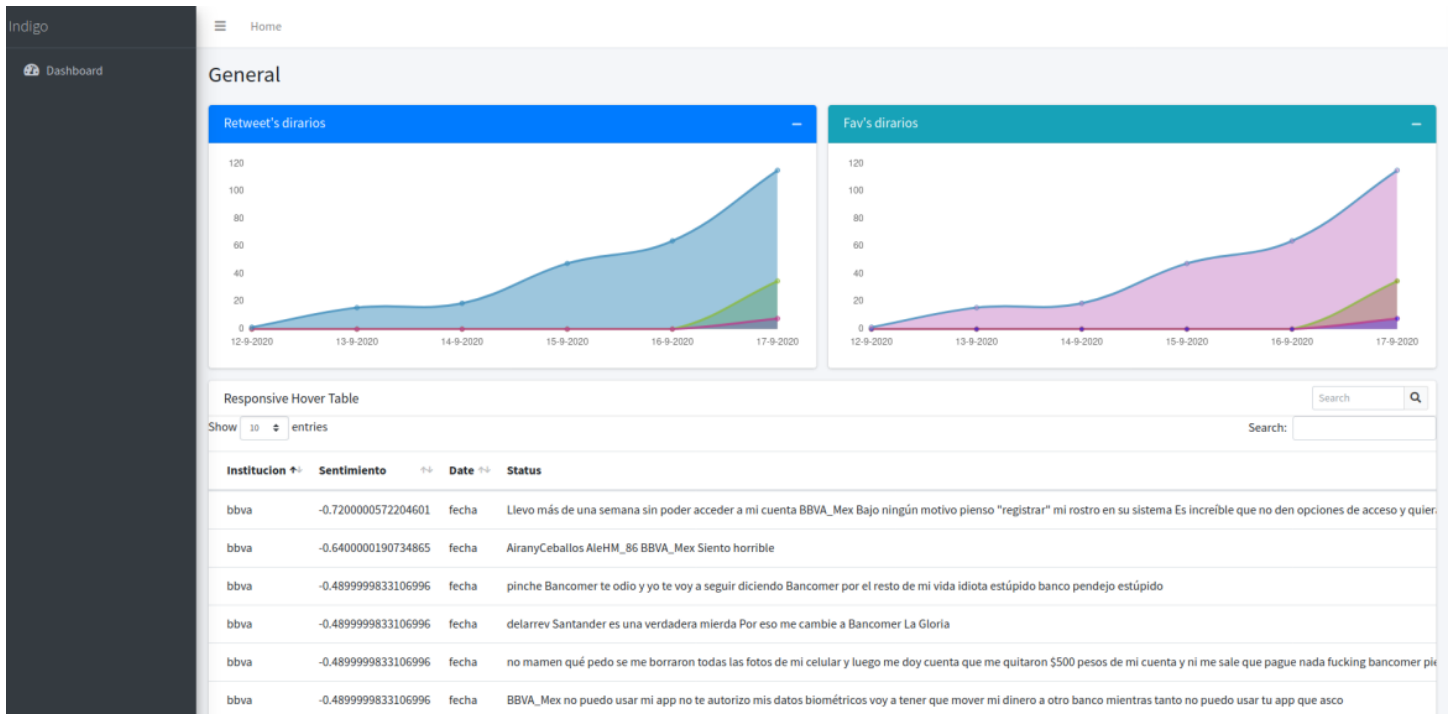 Indigo
Home
Dashboard
General
Retweet's dirarios
120
100
80
60
40
20
0
12-9-2020 13-9-2020 14-9-2020 15-9-2020 16-9-2020 17-9-2020
Fav's dirarios
120
100
80
60
40
20
0
12-9-2020 13-9-2020 14-9-2020 15-9-2020 16-9-2020 17-9-2020
Responsive Hover Table
Search
Show 10 entries
Search:
Institucion Sentimiento Date Status
bbva -0.7200000572204601 fecha Llevo más de una semana sin poder acceder a mi cuenta BBVA_Mex Bajo ningún motivo pienso "registrar" mi rostro en su sistema Es increíble que no den opciones de acceso y quier
bbva -0.6400000190734865 fecha AiranyCeballos AleHM_86 BBVA_Mex Siento horrible
bbva -0.4899999833106996 fecha pinche Bancomer te odio y yo te voy a seguir diciendo Bancomer por el resto de mi vida idiota estúpido banco pendejo estúpido
bbva -0.4899999833106996 fecha delarrev Santander es una verdadera mierda Por eso me cambie a Bancomer La Gloria
bbva -0.4899999833106996 fecha no mamen qué pedo se me borraron todas las fotos de mi celular y luego me doy cuenta que me quitaron $500 pesos de mi cuenta y ni me sale que pague nada fucking bancomer pie
bbva -0.4899999833106996 fecha BBVA_Mex no puedo usar mi app no te autorizo mis datos biométricos voy a tener que mover mi dinero a otro banco mientras tanto no puedo usar tu app que asco